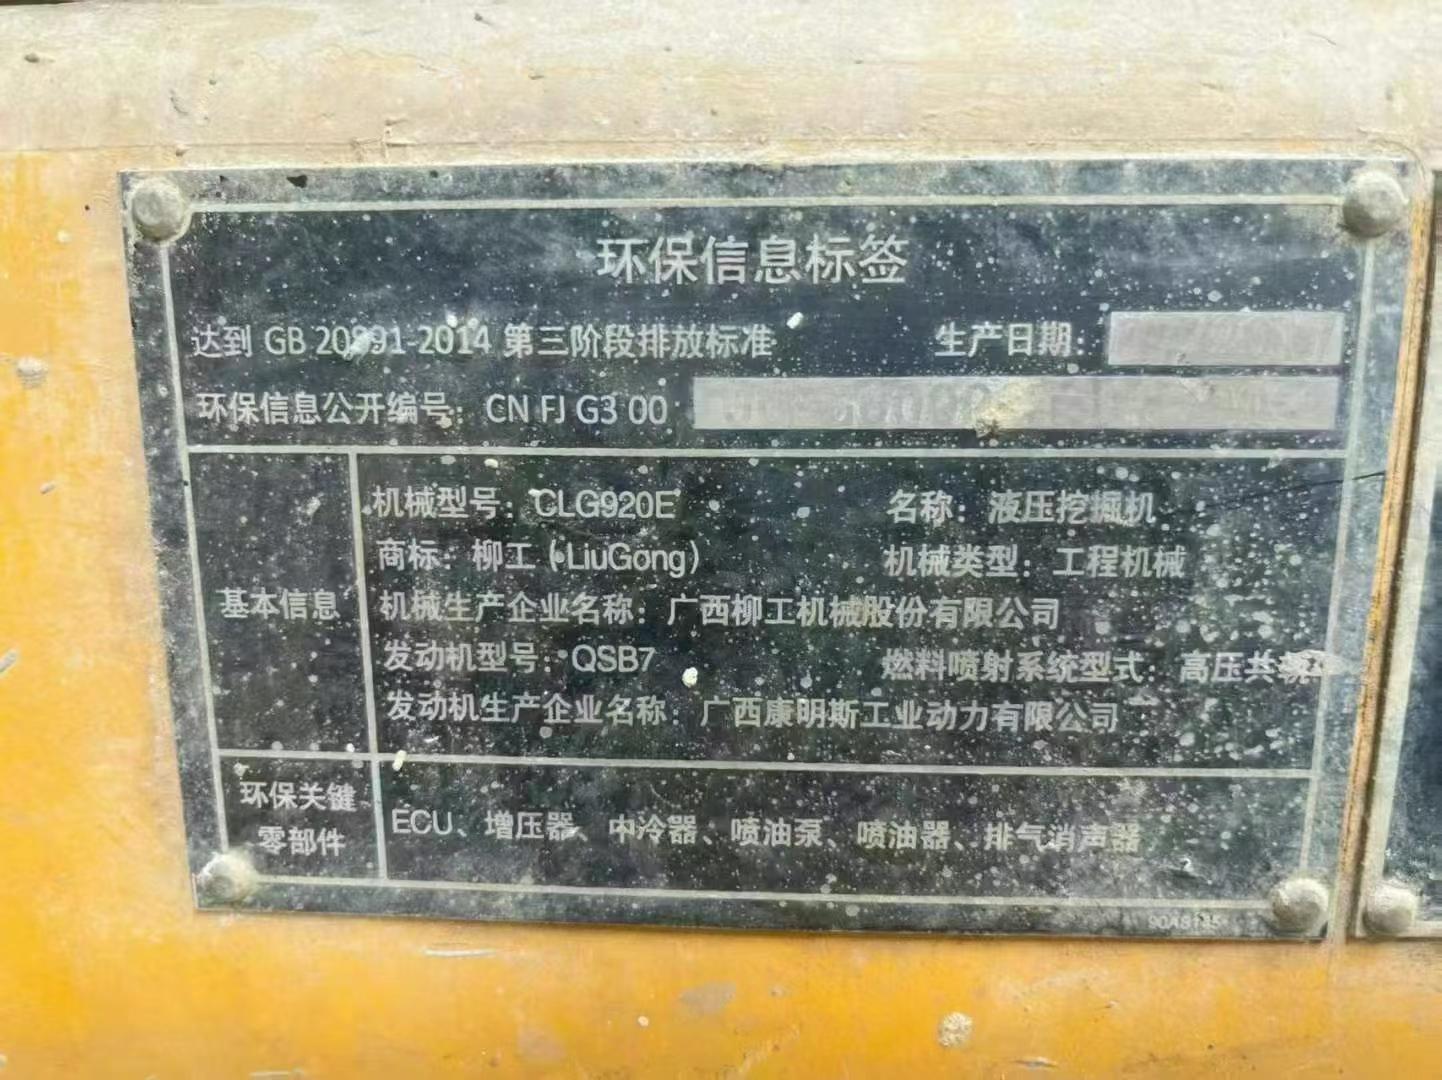 环保信息标签
达到 GB 20891-2014 第三阶段排放标准 生产日期：
环保信息公开编号：CN FJ G3 00
基本信息
机械型号：CLG920E 名称：液压挖掘机
商标：柳工（LiuGong） 机械类型：工程机械
机械生产企业名称：广西柳工机械股份有限公司
发动机型号：QSB7 燃料喷射系统型式：高压共轨
发动机生产企业名称：广西康明斯工业动力有限公司
环保关键
零部件
ECU、增压器、中冷器、喷油泵、喷油器、排气消声器